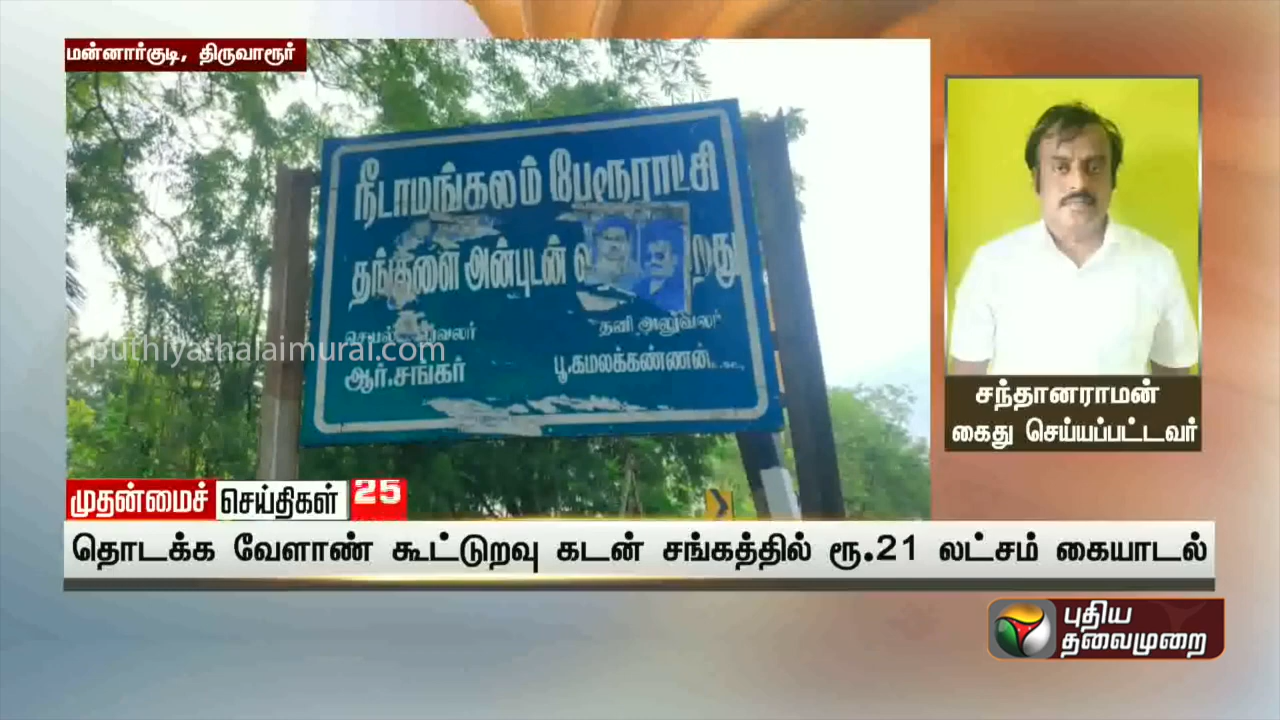 மன்னார்குடி, திருவாரூர்
நீடாமங்கலம் பேரூராட்சி
தங்களை அன்புடன்
தனி அலுவலர்
ஆர்.சங்கர்
பூ.கமலக்கண்ணன்
puthiyathalaimurai.com
சந்தானராமன்
கைது செய்யப்பட்டவர்
முதன்மைச் செய்திகள் 25
தொடக்க வேளாண் கூட்டுறவு கடன் சங்கத்தில் ரூ.21 லட்சம் கையாடல்
புதிய
தலைமுறை